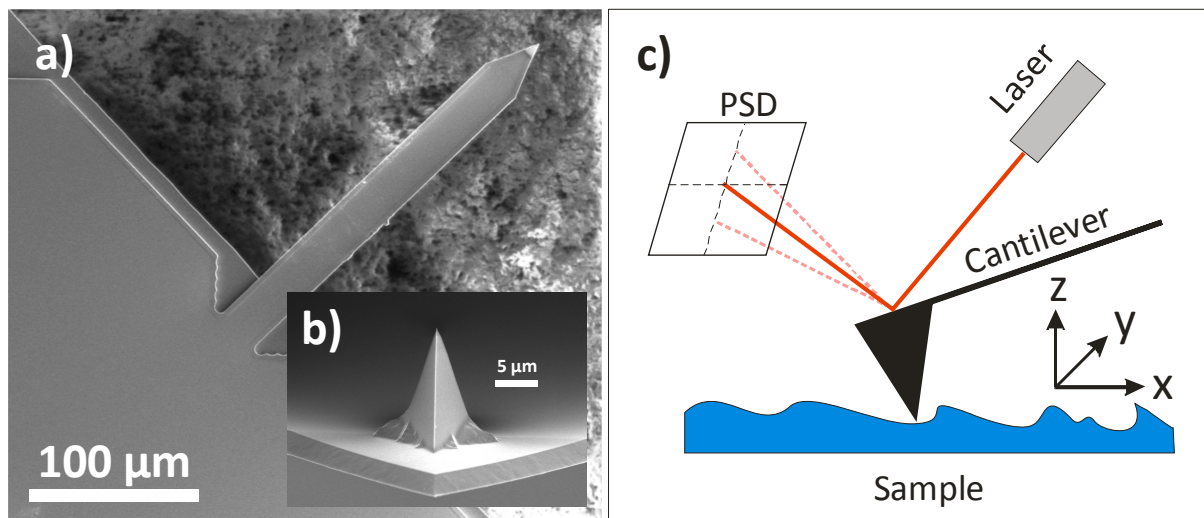 a)
100 µm
b)
5 µm
c)
PSD
Laser
Cantilever
z
y
x
Sample